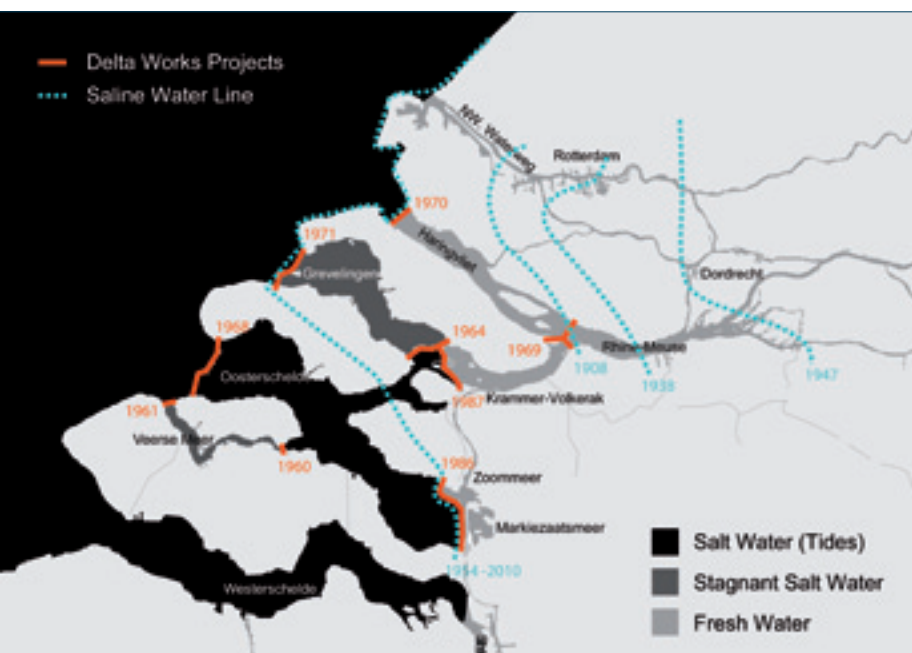 Delta Works Projects
Saline Water Line
NW. Waterweg
Rotterdam
1970
Haringvliet
1971
Grevelingen
Dordrecht
1968
1964
1969
Rhine-Meuse
1908
1938
1947
Oosterschelde
1987
Krammer-Volkerak
1961
Veerse Meer
1960
1986
Zoommeer
Markiezaatsmeer
1954-2010
Westerschelde
Salt Water (Tides)
Stagnant Salt Water
Fresh Water